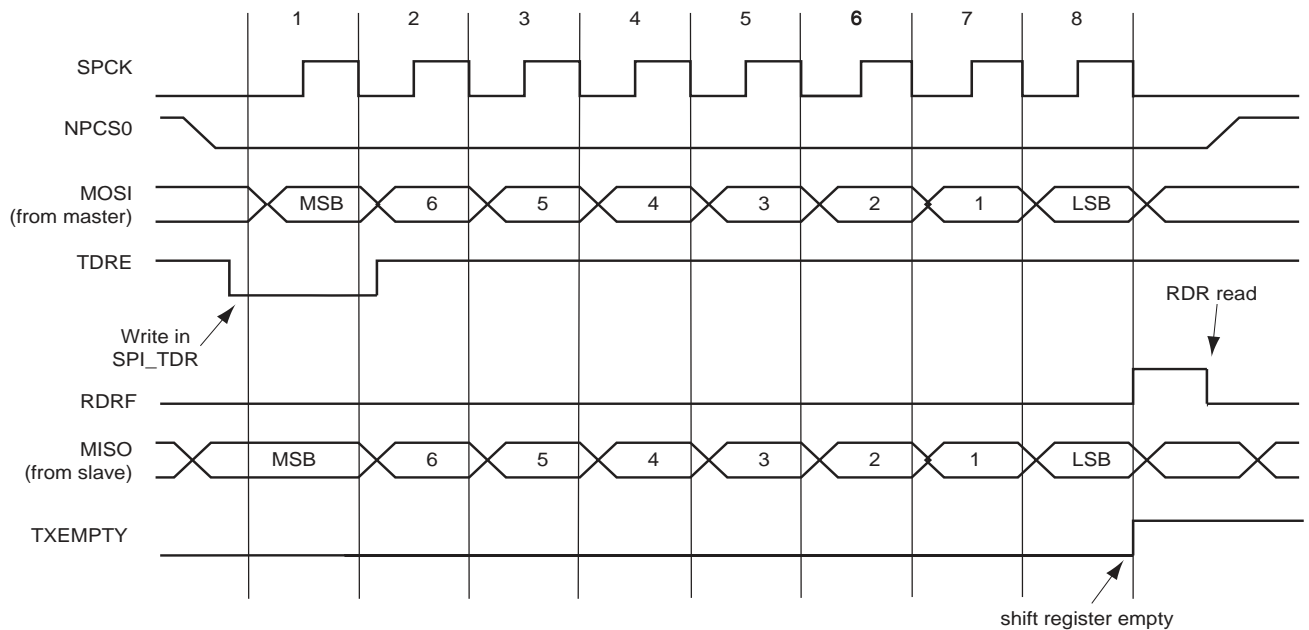 1 2 3 4 5 6 7 8
SPCK
NPCS0
MOSI
(from master)
MSB 6 5 4 3 2 1 LSB
TDRE
Write in
SPI_TDR
RDR read
RDRF
MISO
(from slave)
MSB 6 5 4 3 2 1 LSB
TXEMPTY
shift register empty